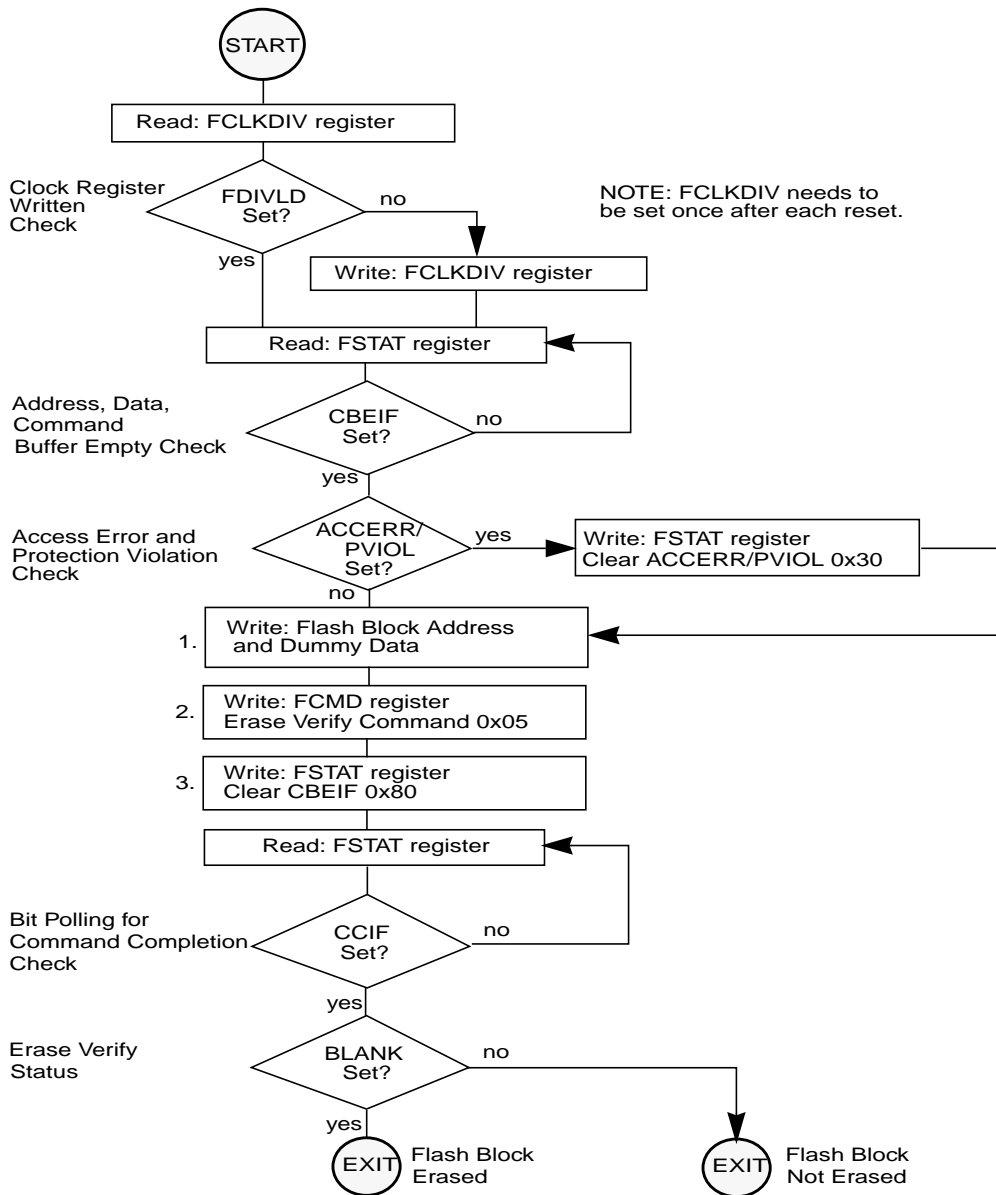 START
Read: FCLKDIV register
Clock Register
Written
Check
FDIVLD
Set?
no
yes
NOTE: FCLKDIV needs to
be set once after each reset.
Write: FCLKDIV register
Read: FSTAT register
Address, Data,
Command
Buffer Empty Check
CBEIF
Set?
no
yes
Access Error and
Protection Violation
Check
ACCERR/
PVIOL
Set?
yes
no
Write: FSTAT register
Clear ACCERR/PVIOL 0x30
1.
Write: Flash Block Address
and Dummy Data
2.
Write: FCMD register
Erase Verify Command 0x05
3.
Write: FSTAT register
Clear CBEIF 0x80
Read: FSTAT register
Bit Polling for
Command Completion
Check
CCIF
Set?
no
yes
Erase Verify
Status
BLANK
Set?
no
yes
EXIT
Flash Block
Erased
EXIT
Flash Block
Not Erased